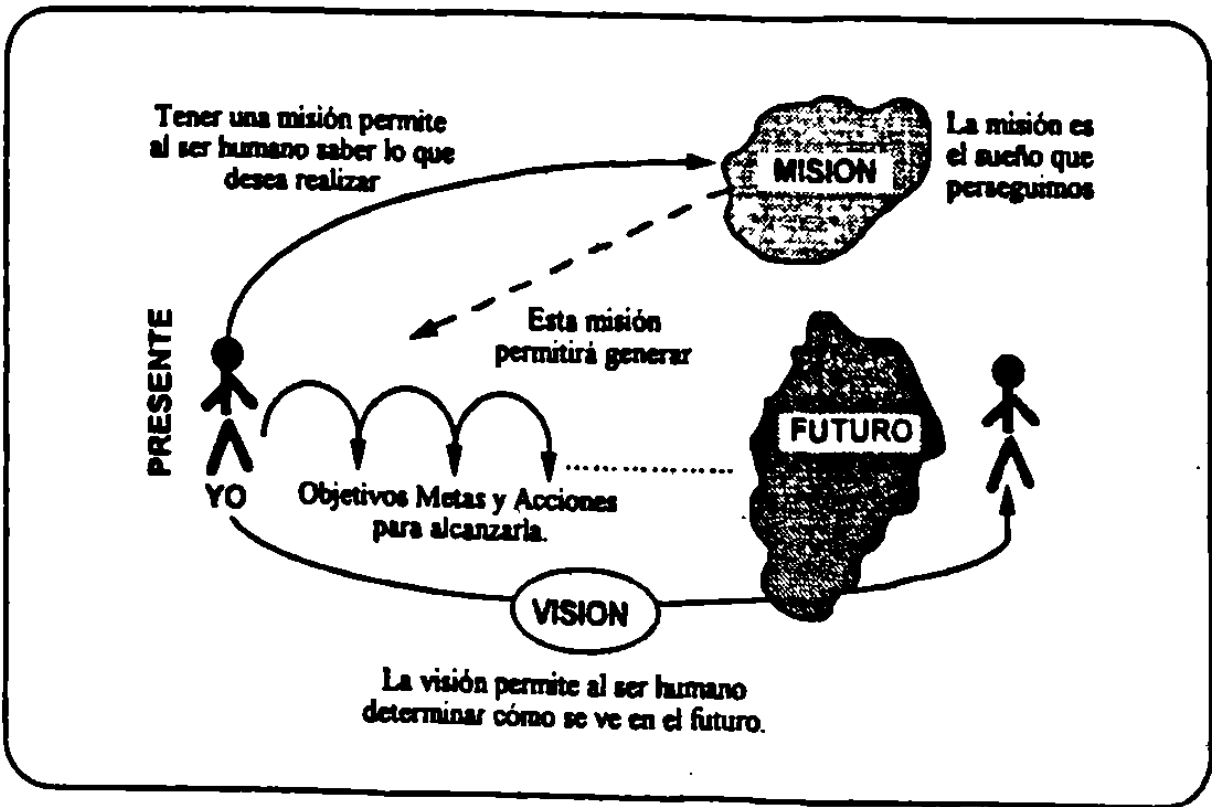 Tener una misión permite
al ser humano saber lo que
desea realizar
MISION
La misión es
el sueño que
perseguimos
Esta misión
permitirá generar
PRESENTE
YO
Objetivos Metas y Acciones
para alcanzarla.
FUTURO
VISION
La visión permite al ser humano
determinar cómo se ve en el futuro.